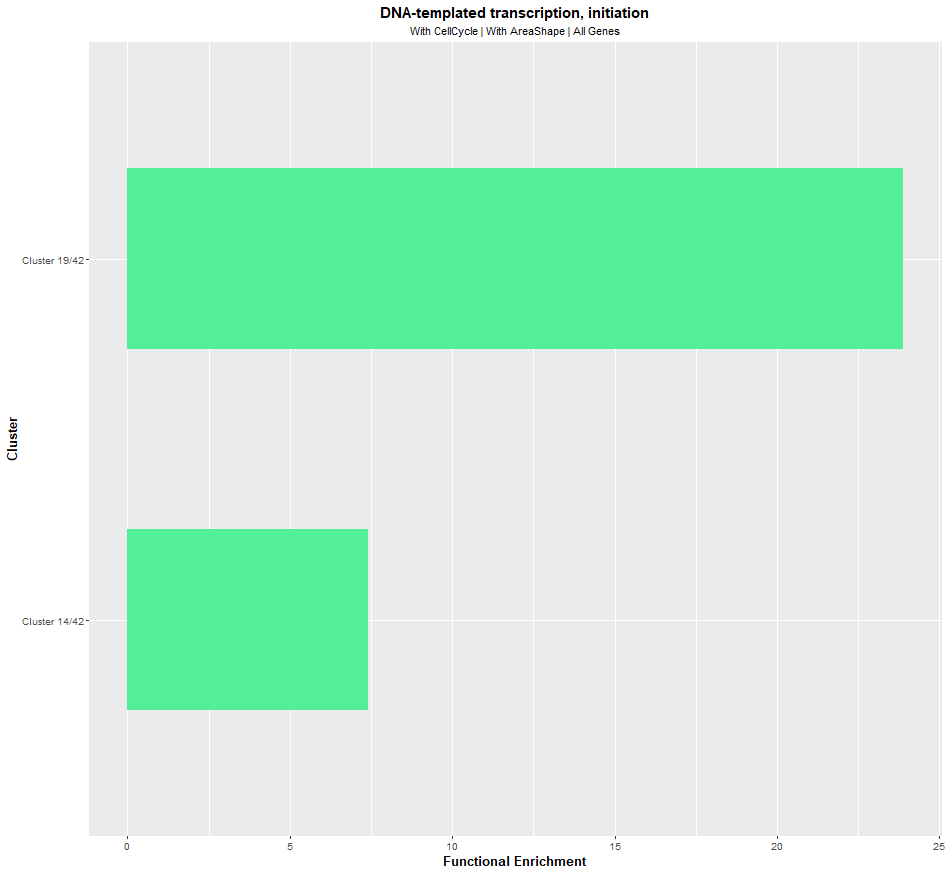 DNA-templated transcription, initiation
With CellCycle | With AreaShape | All Genes
Cluster
Cluster 19/42
Cluster 14/42
0 5 10 15 20 25
Functional Enrichment